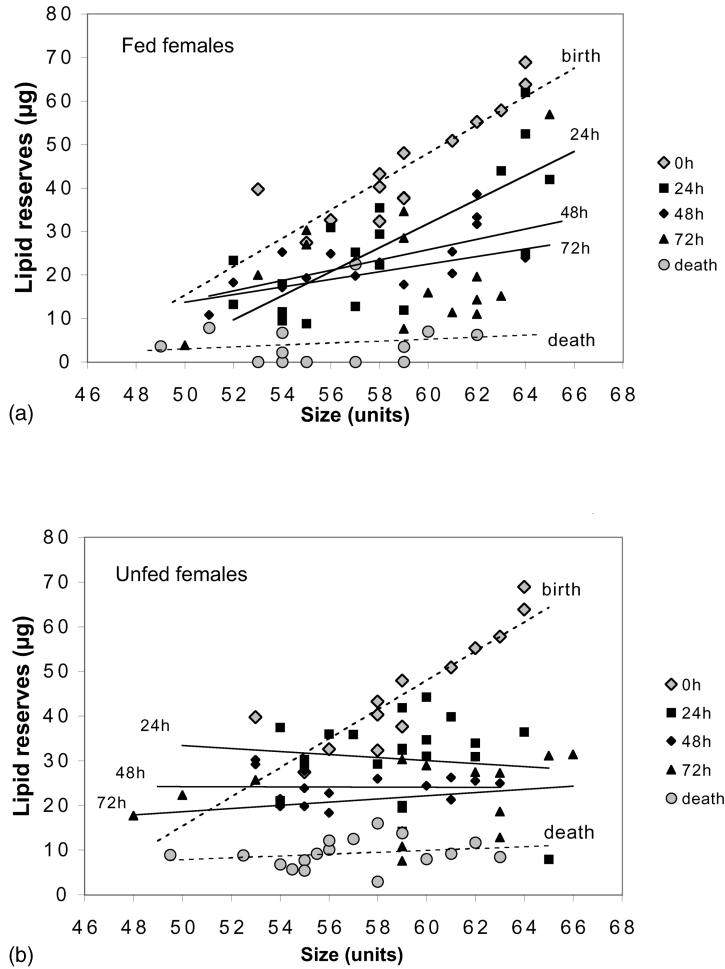 80
Fed females
birth
70
60
24h
50
0h
24h
40
48h
48h
30
72h
72h
20
death
10
death
0
46 48 50 52 54 56 58 60 62 64 66 68
Lipid reserves (µg)
Size (units)
(a)
80
Unfed females
70
birth
60
50
0h
24h
40
24h
48h
30
48h
72h
72h
20
death
death
10
0
46 48 50 52 54 56 58 60 62 64 66 68
Lipid reserves (µg)
Size (units)
(b)